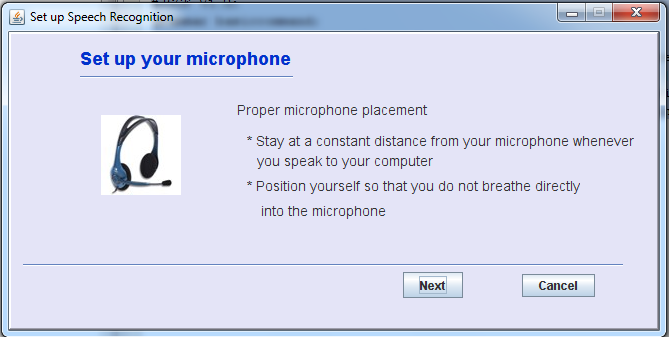 Set up Speech Recognition
Set up your microphone
Proper microphone placement
* Stay at a constant distance from your microphone whenever
you speak to your computer
* Position yourself so that you do not breathe directly
into the microphone
Next
Cancel